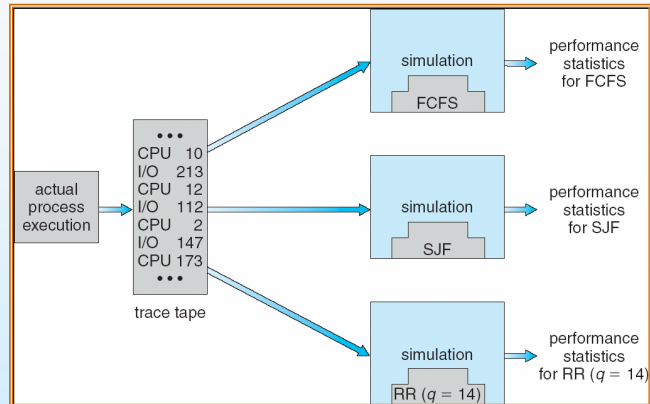 actual
process
execution
•••
CPU 10
I/O 213
CPU 12
I/O 112
CPU 2
I/O 147
CPU 173
•••
trace tape
simulation
FCFS
performance
statistics
for FCFS
simulation
SJF
performance
statistics
for SJF
simulation
RR (q = 14)
performance
statistics
for RR (q = 14)